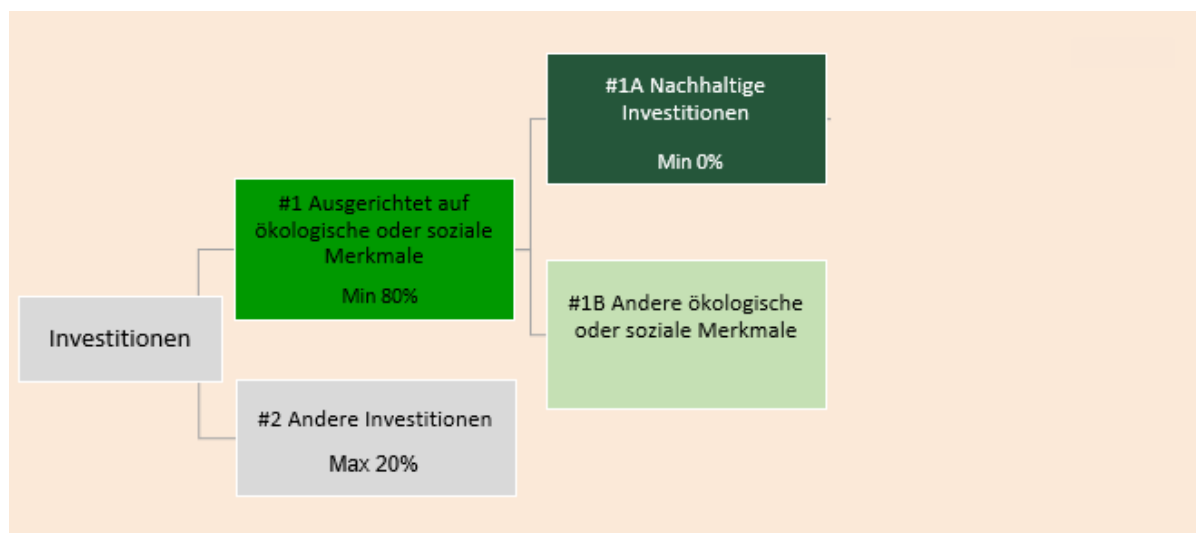 Investitionen
#1 Ausgerichtet auf
ökologische oder soziale
Merkmale
Min 80%
#2 Andere Investitionen
Max 20%
#1A Nachhaltige
Investitionen
Min 0%
#1B Andere ökologische
oder soziale Merkmale